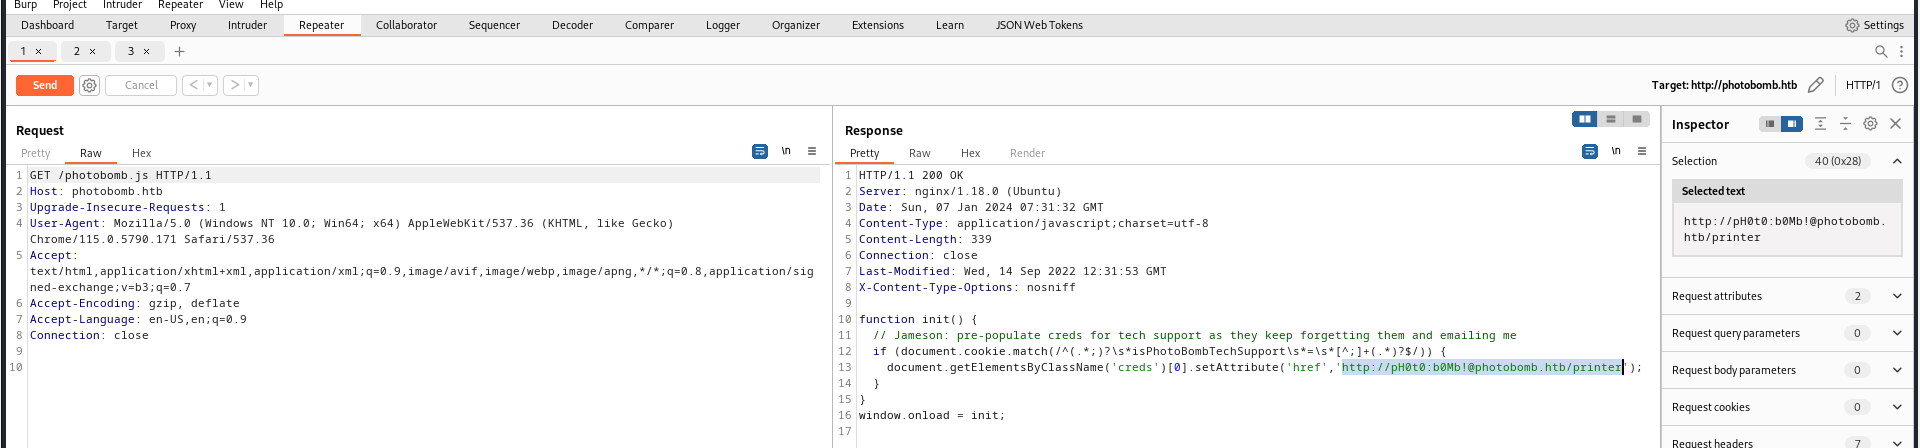 Burp Project Intruder Repeater View Help
Dashboard Target Proxy Intruder Repeater Collaborator Sequencer Decoder Comparer Logger Organizer Extensions Learn JSON Web Tokens Settings
1 × 2 × 3 × +
Send Cancel < > Target: http://photobomb.htb HTTP/1 ?
Request
Pretty Raw Hex \n
1 GET /photobomb.js HTTP/1.1
2 Host: photobomb.htb
3 Upgrade-Insecure-Requests: 1
4 User-Agent: Mozilla/5.0 (Windows NT 10.0; Win64; x64) AppleWebKit/537.36 (KHTML, like Gecko)
Chrome/115.0.5790.171 Safari/537.36
5 Accept:
text/html,application/xhtml+xml,application/xml;q=0.9,image/avif,image/webp,image/apng,*/*;q=0.8,application/sig
ned-exchange;v=b3;q=0.7
6 Accept-Encoding: gzip, deflate
7 Accept-Language: en-US,en;q=0.9
8 Connection: close
9
10
Response
Pretty Raw Hex Render \n
1 HTTP/1.1 200 OK
2 Server: nginx/1.18.0 (Ubuntu)
3 Date: Sun, 07 Jan 2024 07:31:32 GMT
4 Content-Type: application/javascript;charset=utf-8
5 Content-Length: 339
6 Connection: close
7 Last-Modified: Wed, 14 Sep 2022 12:31:53 GMT
8 X-Content-Type-Options: nosniff
9
10 function init() {
11 // Jameson: pre-populate creds for tech support as they keep forgetting them and emailing me
12 if (document.cookie.match(/^(.*;)?\s*isPhotoBombTechSupport\s*=\s*[^;]+(.*)?$/)) {
13 document.getElementsByClassName('creds')[0].setAttribute('href','http://pH0t0:b0Mb!@photobomb.htb/printer');
14 }
15 }
16 window.onload = init;
17
Inspector
Selection 40 (0x28)
Selected text
http://pH0t0:b0Mb!@photobomb.
htb/printer
Request attributes 2
Request query parameters 0
Request body parameters 0
Request cookies 0
Request headers 7